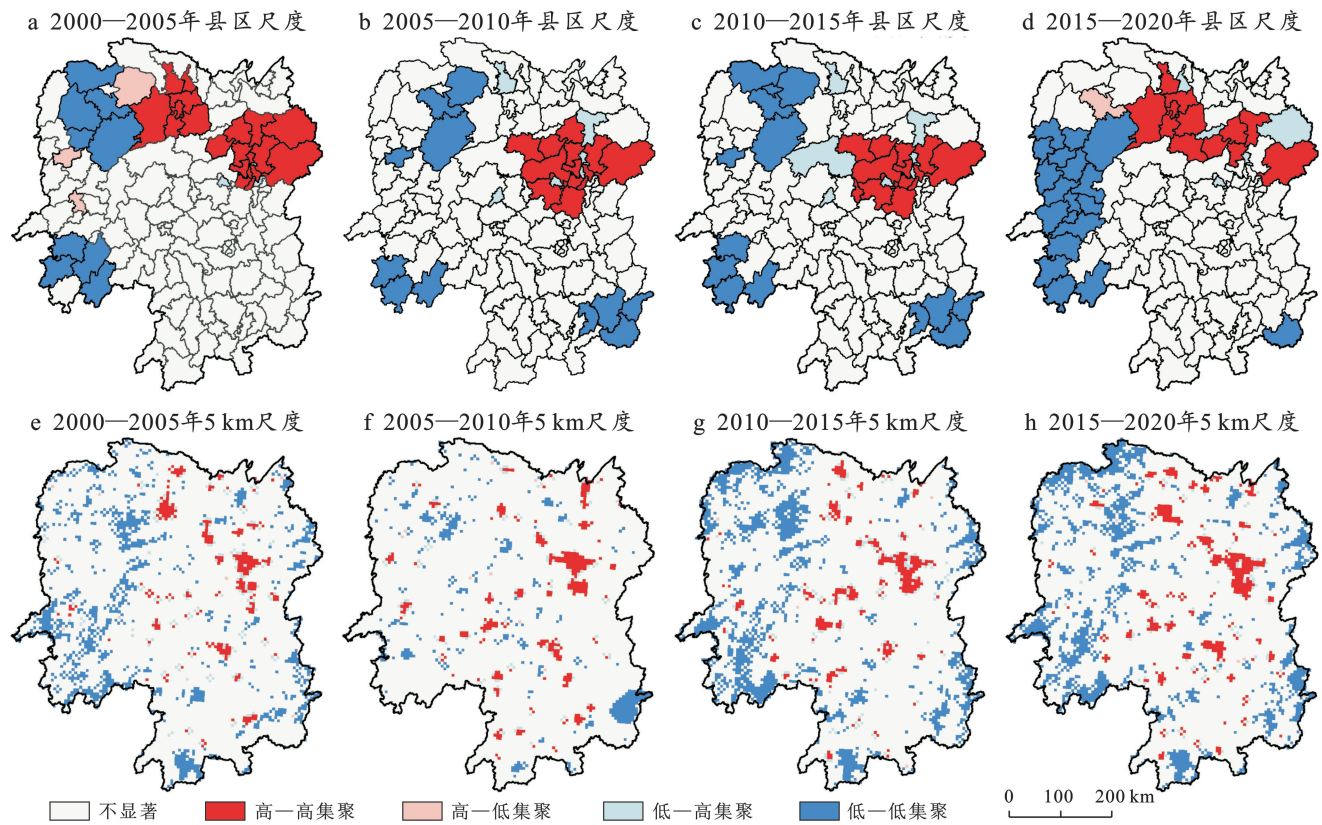 a 2000—2005年县区尺度
b 2005—2010年县区尺度
c 2010—2015年县区尺度
d 2015—2020年县区尺度
e 2000—2005年5 km尺度
f 2005—2010年5 km尺度
g 2010—2015年5 km尺度
h 2015—2020年5 km尺度
不显著
高—高集聚
高—低集聚
低—高集聚
低—低集聚
0 100 200 km